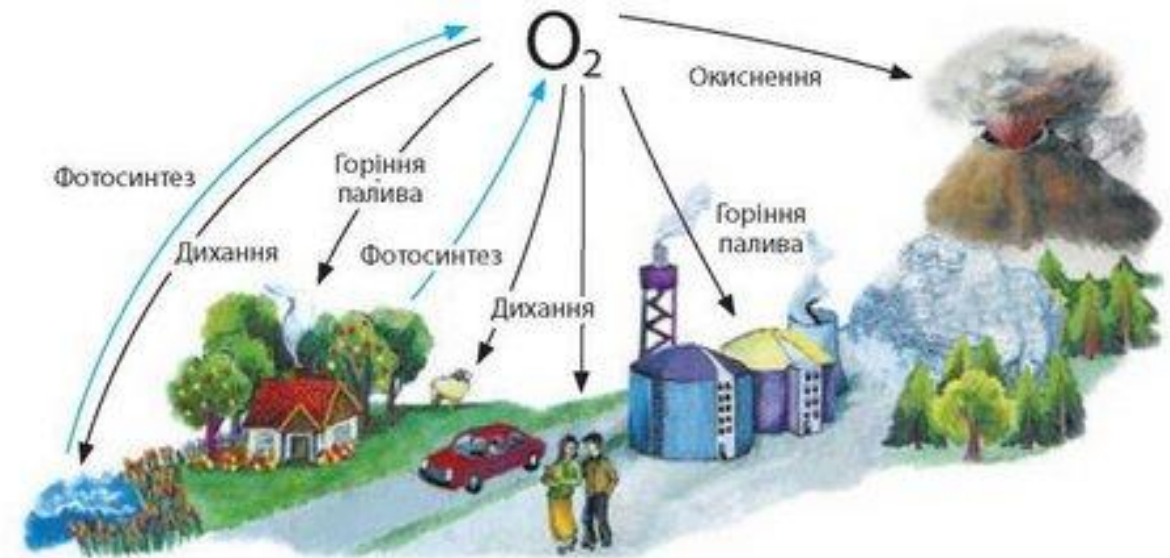 O₂
Окиснення
Фотосинтез
Горіння
палива
Дихання
Фотосинтез
Горіння
палива
Дихання